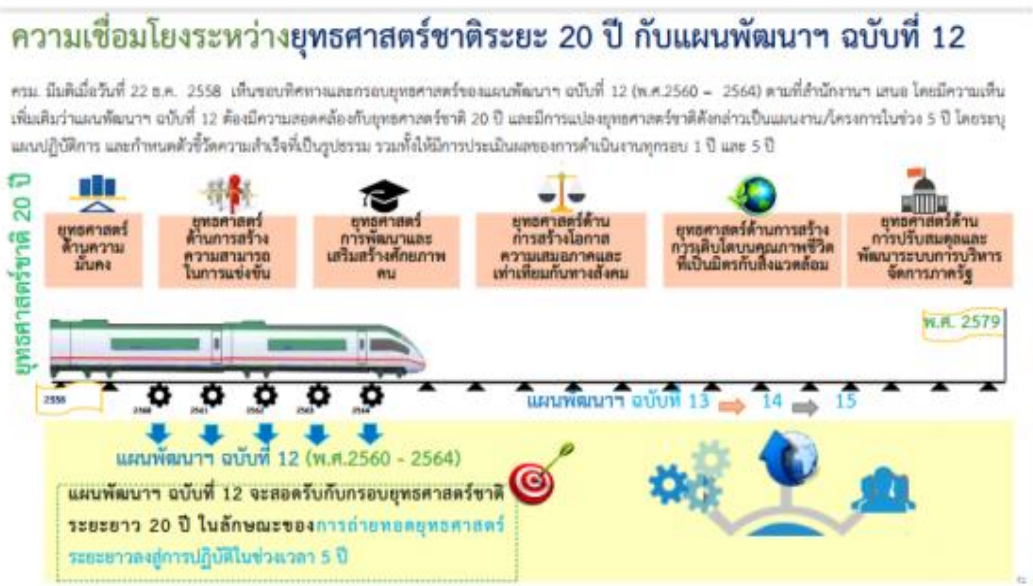 ความเชื่อมโยงระหว่างยุทธศาสตร์ชาติระยะ 20 ปี กับแผนพัฒนาฯ ฉบับที่ 12
ครม. มีมติเมื่อวันที่ 22 ธ.ค. 2558 เห็นชอบทิศทางและกรอบยุทธศาสตร์ของแผนพัฒนาฯ ฉบับที่ 12 (พ.ศ.2560 – 2564) ตามที่สำนักงานฯ เสนอ โดยมีความเห็น
เพิ่มเติมว่าแผนพัฒนาฯ ฉบับที่ 12 ต้องมีความสอดคล้องกับยุทธศาสตร์ชาติ 20 ปี และมีการแปลงยุทธศาสตร์ชาติดังกล่าวเป็นแผนงาน/โครงการในช่วง 5 ปี โดยระบุ
แผนปฏิบัติการ และกำหนดตัวชี้วัดความสำเร็จที่เป็นรูปธรรม รวมทั้งให้มีการประเมินผลของการดำเนินงานทุกรอบ 1 ปี และ 5 ปี
ยุทธศาสตร์ชาติ 20 ปี
ยุทธศาสตร์
ด้านความ
มั่นคง
ยุทธศาสตร์
ด้านการสร้าง
ความสามารถ
ในการแข่งขัน
ยุทธศาสตร์
การพัฒนาและ
เสริมสร้างศักยภาพ
คน
ยุทธศาสตร์ด้าน
การสร้างโอกาส
ความเสมอภาคและ
เท่าเทียมกันทางสังคม
ยุทธศาสตร์ด้านการสร้าง
การเติบโตบนคุณภาพชีวิต
ที่เป็นมิตรกับสิ่งแวดล้อม
ยุทธศาสตร์ด้าน
การปรับสมดุลและ
พัฒนาระบบการบริหาร
จัดการภาครัฐ
พ.ศ. 2579
2558
2560 2561 2562 2563 2564
แผนพัฒนาฯ ฉบับที่ 13 14 15
แผนพัฒนาฯ ฉบับที่ 12 (พ.ศ.2560 - 2564)
แผนพัฒนาฯ ฉบับที่ 12 จะสอดรับกับกรอบยุทธศาสตร์ชาติ
ระยะยาว 20 ปี ในลักษณะของการถ่ายทอดยุทธศาสตร์
ระยะยาวลงสู่การปฏิบัติในช่วงเวลา 5 ปี